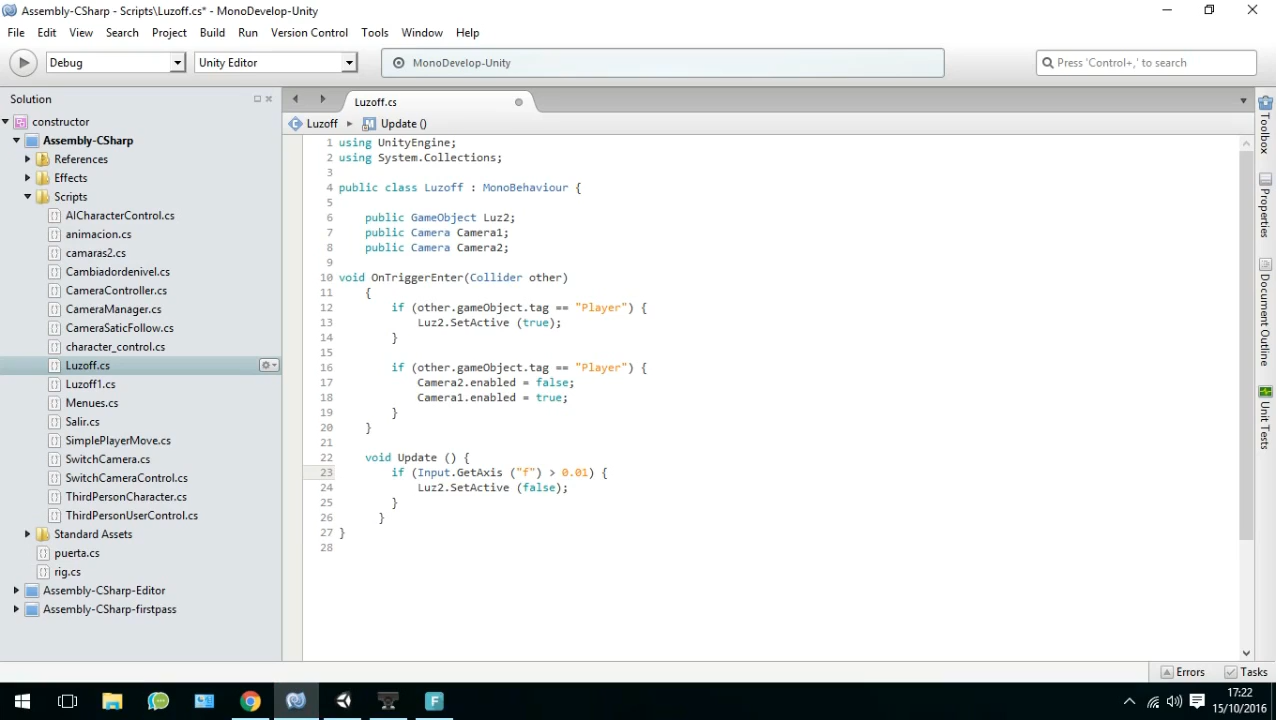 Assembly-CSharp - Scripts\Luzoff.cs* - MonoDevelop-Unity
File Edit View Search Project Build Run Version Control Tools Window Help
Debug Unity Editor MonoDevelop-Unity Press 'Control+,' to search
Solution
constructor
Assembly-CSharp
References
Effects
Scripts
AICharacterControl.cs
animacion.cs
camaras2.cs
Cambiadordenivel.cs
CameraController.cs
CameraManager.cs
CameraSaticFollow.cs
character_control.cs
Luzoff.cs
Luzoff1.cs
Menues.cs
Salir.cs
SimplePlayerMove.cs
SwitchCamera.cs
SwitchCameraControl.cs
ThirdPersonCharacter.cs
ThirdPersonUserControl.cs
Standard Assets
puerta.cs
rig.cs
Assembly-CSharp-Editor
Assembly-CSharp-firstpass
Luzoff.cs
Luzoff Update ()
1 using UnityEngine;
2 using System.Collections;
3
4 public class Luzoff : MonoBehaviour {
5
6 public GameObject Luz2;
7 public Camera Camera1;
8 public Camera Camera2;
9
10 void OnTriggerEnter(Collider other)
11 {
12 if (other.gameObject.tag == "Player") {
13 Luz2.SetActive (true);
14 }
15
16 if (other.gameObject.tag == "Player") {
17 Camera2.enabled = false;
18 Camera1.enabled = true;
19 }
20 }
21
22 void Update () {
23 if (Input.GetAxis ("f") > 0.01) {
24 Luz2.SetActive (false);
25 }
26 }
27 }
28
Toolbox
Properties
Document Outline
Unit Tests
Errors Tasks
F
17:22
15/10/2016